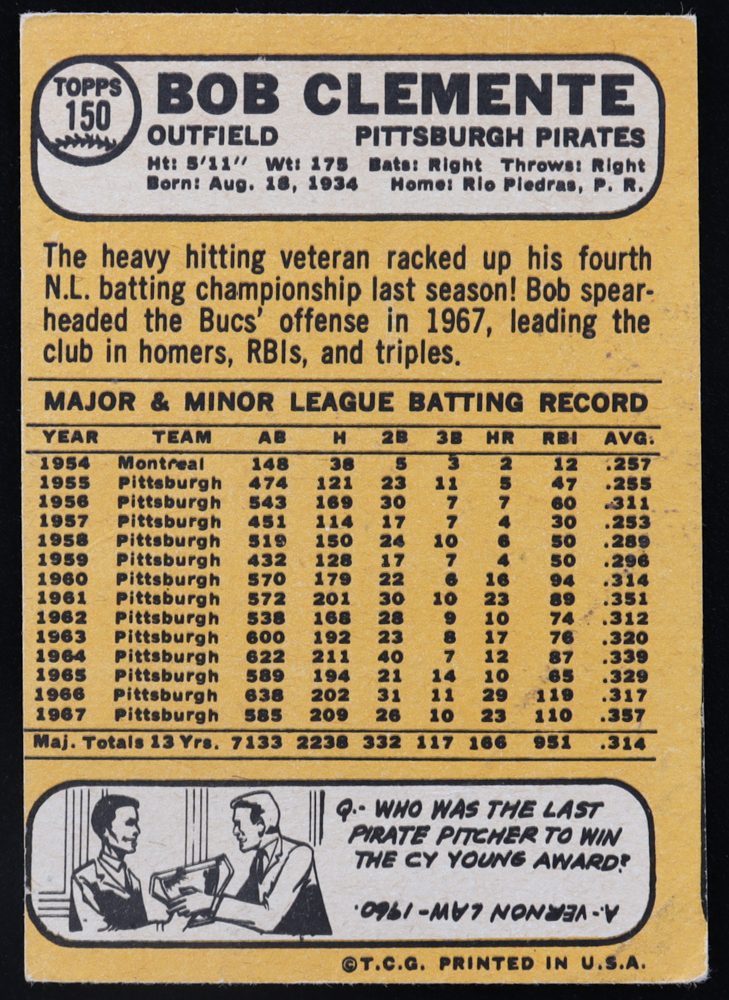 TOPPS
150
BOB CLEMENTE
OUTFIELD PITTSBURGH PIRATES
Ht: 5'11" Wt: 175 Bats: Right Throws: Right
Born: Aug. 18, 1934 Home: Rio Piedras, P. R.
The heavy hitting veteran racked up his fourth
N.L. batting championship last season! Bob spear-
headed the Bucs' offense in 1967, leading the
club in homers, RBIs, and triples.
MAJOR & MINOR LEAGUE BATTING RECORD
YEAR TEAM AB H 2B 3B HR RBI AVG.
1954 Montreal 148 38 5 3 2 12 .257
1955 Pittsburgh 474 121 23 11 5 47 .255
1956 Pittsburgh 543 169 30 7 7 60 .311
1957 Pittsburgh 451 114 17 7 4 30 .253
1958 Pittsburgh 519 150 24 10 6 50 .289
1959 Pittsburgh 432 128 17 7 4 50 .296
1960 Pittsburgh 570 179 22 6 16 94 .314
1961 Pittsburgh 572 201 30 10 23 89 .351
1962 Pittsburgh 538 168 28 9 10 74 .312
1963 Pittsburgh 600 192 23 8 17 76 .320
1964 Pittsburgh 622 211 40 7 12 87 .339
1965 Pittsburgh 589 194 21 14 10 65 .329
1966 Pittsburgh 638 202 31 11 29 119 .317
1967 Pittsburgh 585 209 26 10 23 110 .357
Maj. Totals 13 Yrs. 7133 2238 332 117 166 951 .314
Q.- WHO WAS THE LAST
PIRATE PITCHER TO WIN
THE CY YOUNG AWARD?
A- VERNON LAW - 1960.
©T.C.G. PRINTED IN U.S.A.